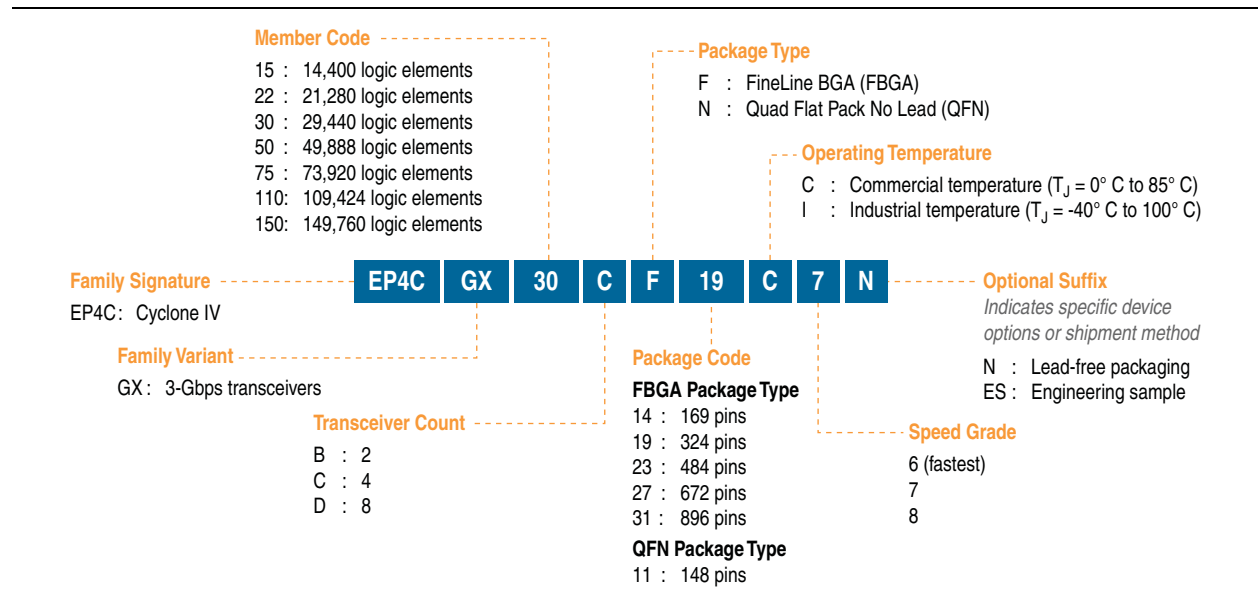 Member Code
15 : 14,400 logic elements
22 : 21,280 logic elements
30 : 29,440 logic elements
50 : 49,888 logic elements
75 : 73,920 logic elements
110: 109,424 logic elements
150: 149,760 logic elements
Package Type
F : FineLine BGA (FBGA)
N : Quad Flat Pack No Lead (QFN)
Operating Temperature
C : Commercial temperature (TJ = 0° C to 85° C)
I : Industrial temperature (TJ = -40° C to 100° C)
Family Signature
EP4C : Cyclone IV
EP4C GX 30 C F 19 C 7 N
Optional Suffix
Indicates specific device
options or shipment method
N : Lead-free packaging
ES : Engineering sample
Family Variant
GX : 3-Gbps transceivers
Transceiver Count
B : 2
C : 4
D : 8
Package Code
FBGA Package Type
14 : 169 pins
19 : 324 pins
23 : 484 pins
27 : 672 pins
31 : 896 pins
QFN Package Type
11 : 148 pins
Speed Grade
6 (fastest)
7
8